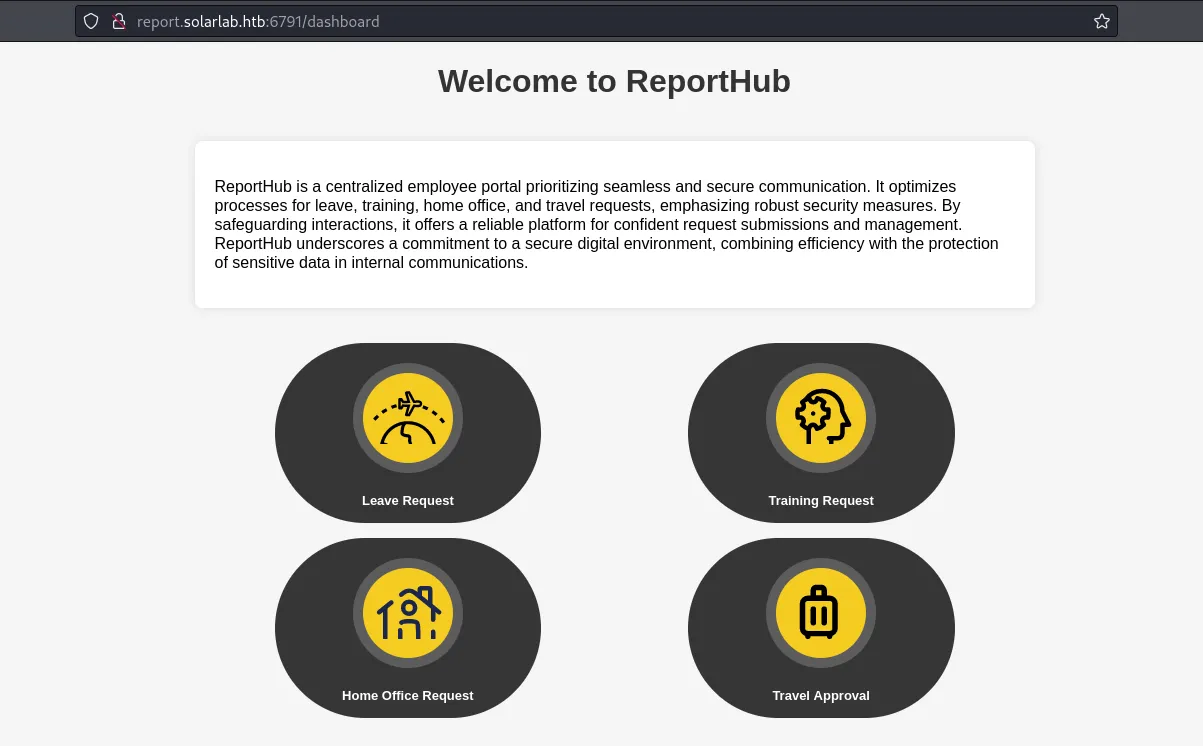 report.solarlab.htb:6791/dashboard
Welcome to ReportHub
ReportHub is a centralized employee portal prioritizing seamless and secure communication. It optimizes
processes for leave, training, home office, and travel requests, emphasizing robust security measures. By
safeguarding interactions, it offers a reliable platform for confident request submissions and management.
ReportHub underscores a commitment to a secure digital environment, combining efficiency with the protection
of sensitive data in internal communications.
Leave Request
Training Request
Home Office Request
Travel Approval